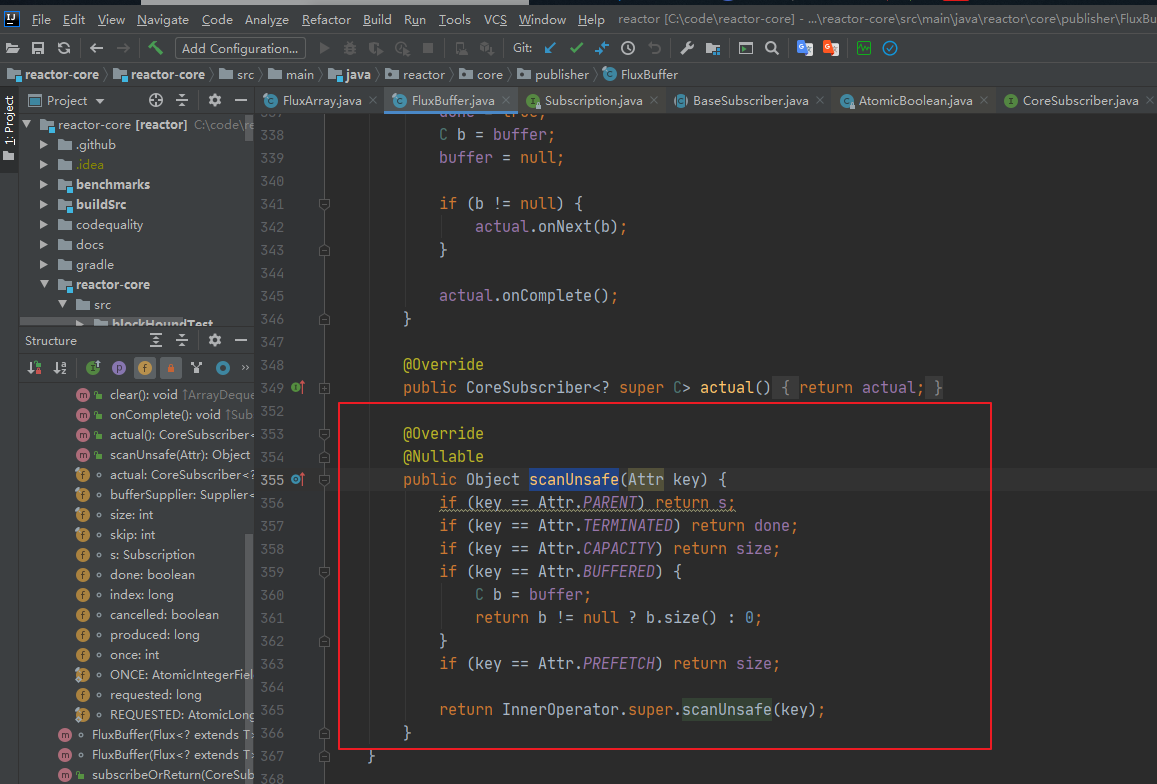 File Edit View Navigate Code Analyze Refactor Build Run Tools VCS Window Help reactor [C:\code\reactor-core] - ...\reactor-core\src\main\java\reactor\core\publisher\FluxBu
Add Configuration... Git:
reactor-core reactor-core src main java reactor core publisher FluxBuffer
1: Project
Project
FluxArray.java FluxBuffer.java Subscription.java BaseSubscriber.java AtomicBoolean.java CoreSubscriber.java
reactor-core [reactor] C:\code\re
.github
.idea
benchmarks
buildSrc
codequality
docs
gradle
reactor-core
src
blockHoundTest
Structure
clear(): void ↑ArrayDeque
onComplete(): void ↑Sub
actual(): CoreSubscriber<
scanUnsafe(Attr): Object
actual: CoreSubscriber<?
bufferSupplier: Supplier<
size: int
skip: int
s: Subscription
done: boolean
index: long
cancelled: boolean
produced: long
once: int
ONCE: AtomicIntegerFiel
requested: long
REQUESTED: AtomicLong
FluxBuffer(Flux<? extends T>
FluxBuffer(Flux<? extends T>
subscribeOrReturn(CoreSub
337 done = true;
338 C b = buffer;
339 buffer = null;
340
341 if (b != null) {
342 actual.onNext(b);
343 }
344
345 actual.onComplete();
346 }
347
348 @Override
349 public CoreSubscriber<? super C> actual() { return actual; }
352
353 @Override
354 @Nullable
355 public Object scanUnsafe(Attr key) {
356 if (key == Attr.PARENT) return s;
357 if (key == Attr.TERMINATED) return done;
358 if (key == Attr.CAPACITY) return size;
359 if (key == Attr.BUFFERED) {
360 C b = buffer;
361 return b != null ? b.size() : 0;
362 }
363 if (key == Attr.PREFETCH) return size;
364
365 return InnerOperator.super.scanUnsafe(key);
366 }
367 }
368